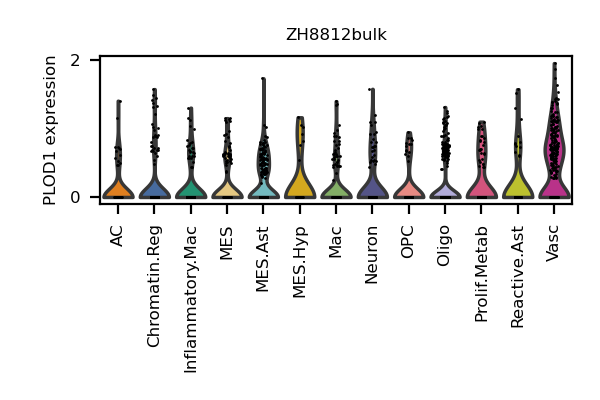 ZH8812bulk
PLOD1 expression
2
0
AC
Chromatin.Reg
Inflammatory.Mac
MES
MES.Ast
MES.Hyp
Mac
Neuron
OPC
Oligo
Prolif.Metab
Reactive.Ast
Vasc